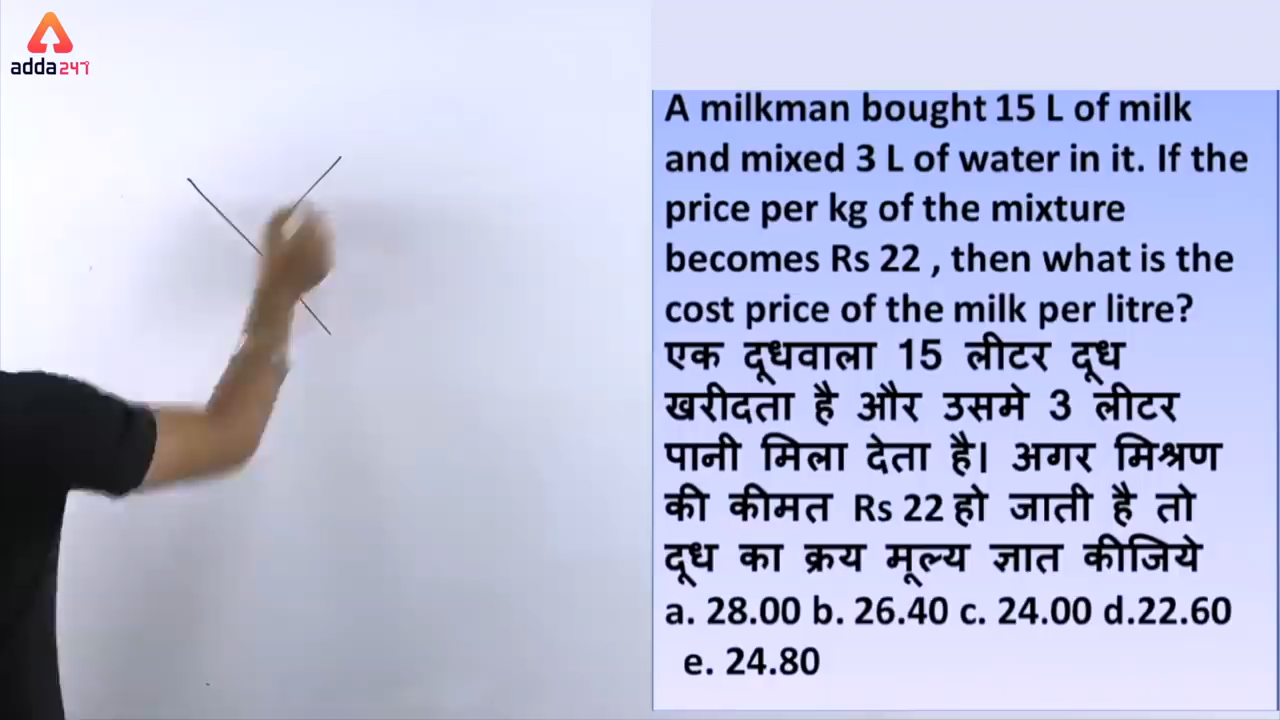 adda247
A milkman bought 15 L of milk
and mixed 3 L of water in it. If the
price per kg of the mixture
becomes Rs 22 , then what is the
cost price of the milk per litre?
एक दूधवाला 15 लीटर दूध
खरीदता है और उसमे 3 लीटर
पानी मिला देता है। अगर मिश्रण
की कीमत Rs 22 हो जाती है तो
दूध का क्रय मूल्य ज्ञात कीजिये
a. 28.00 b. 26.40 c. 24.00 d.22.60
e. 24.80